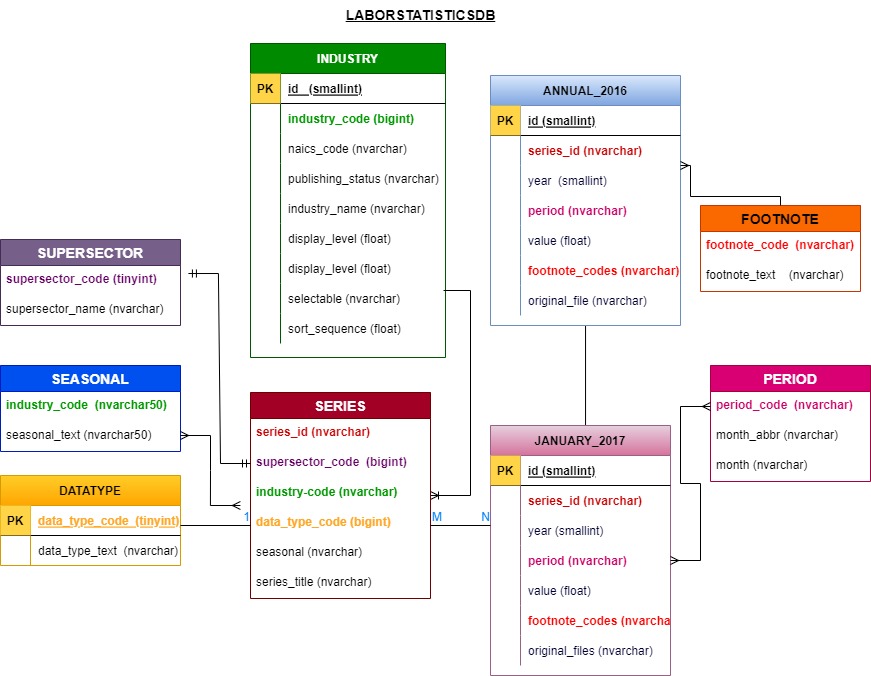 LABORSTATISTICSDB
INDUSTRY
PK id (smallint)
industry_code (bigint)
naics_code (nvarchar)
publishing_status (nvarchar)
industry_name (nvarchar)
display_level (float)
display_level (float)
selectable (nvarchar)
sort_sequence (float)
ANNUAL_2016
PK id (smallint)
series_id (nvarchar)
year (smallint)
period (nvarchar)
value (float)
footnote_codes (nvarchar)
original_file (nvarchar)
FOOTNOTE
footnote_code (nvarchar)
footnote_text (nvarchar)
SUPERSECTOR
supersector_code (tinyint)
supersector_name (nvarchar)
SEASONAL
industry_code (nvarchar50)
seasonal_text (nvarchar50)
DATATYPE
PK data_type_code (tinyint)
data_type_text (nvarchar)
SERIES
series_id (nvarchar)
supersector_code (bigint)
industry-code (nvarchar)
1 data_type_code (bigint) M N
seasonal (nvarchar)
series_title (nvarchar)
JANUARY_2017
PK id (smallint)
series_id (nvarchar)
year (smallint)
period (nvarchar)
value (float)
footnote_codes (nvarcha
original_files (nvarchar)
PERIOD
period_code (nvarchar)
month_abbr (nvarchar)
month (nvarchar)